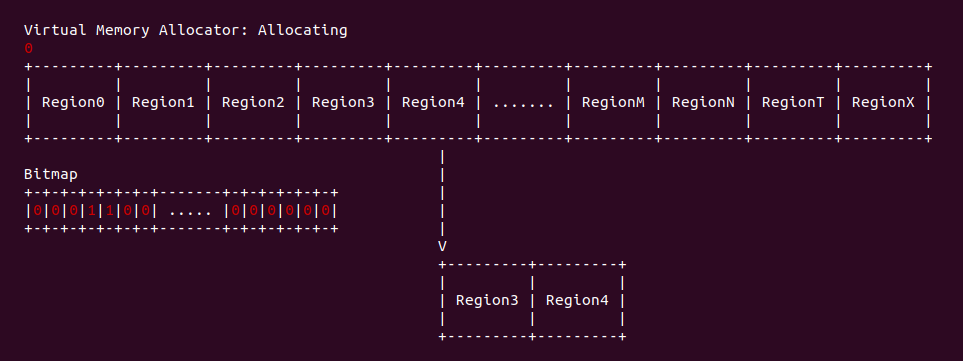 Virtual Memory Allocator: Allocating
0
+---------+---------+---------+---------+---------+---------+---------+---------+---------+---------+
|         |         |         |         |         |         |         |         |         |         |
| Region0 | Region1 | Region2 | Region3 | Region4 | ....... | RegionM | RegionN | RegionT | RegionX |
|         |         |         |         |         |         |         |         |         |         |
+---------+---------+---------+---------+---------+---------+---------+---------+---------+---------+
                                              |
Bitmap                                        |
+-+-+-+-+-+-+-+-------+-+-+-+-+-+-+           |
|0|0|0|1|1|0|0| ..... |0|0|0|0|0|0|           |
+-+-+-+-+-+-+-+-------+-+-+-+-+-+-+           |
                                              V
                                              +---------+---------+
                                              |         |         |
                                              | Region3 | Region4 |
                                              |         |         |
                                              +---------+---------+